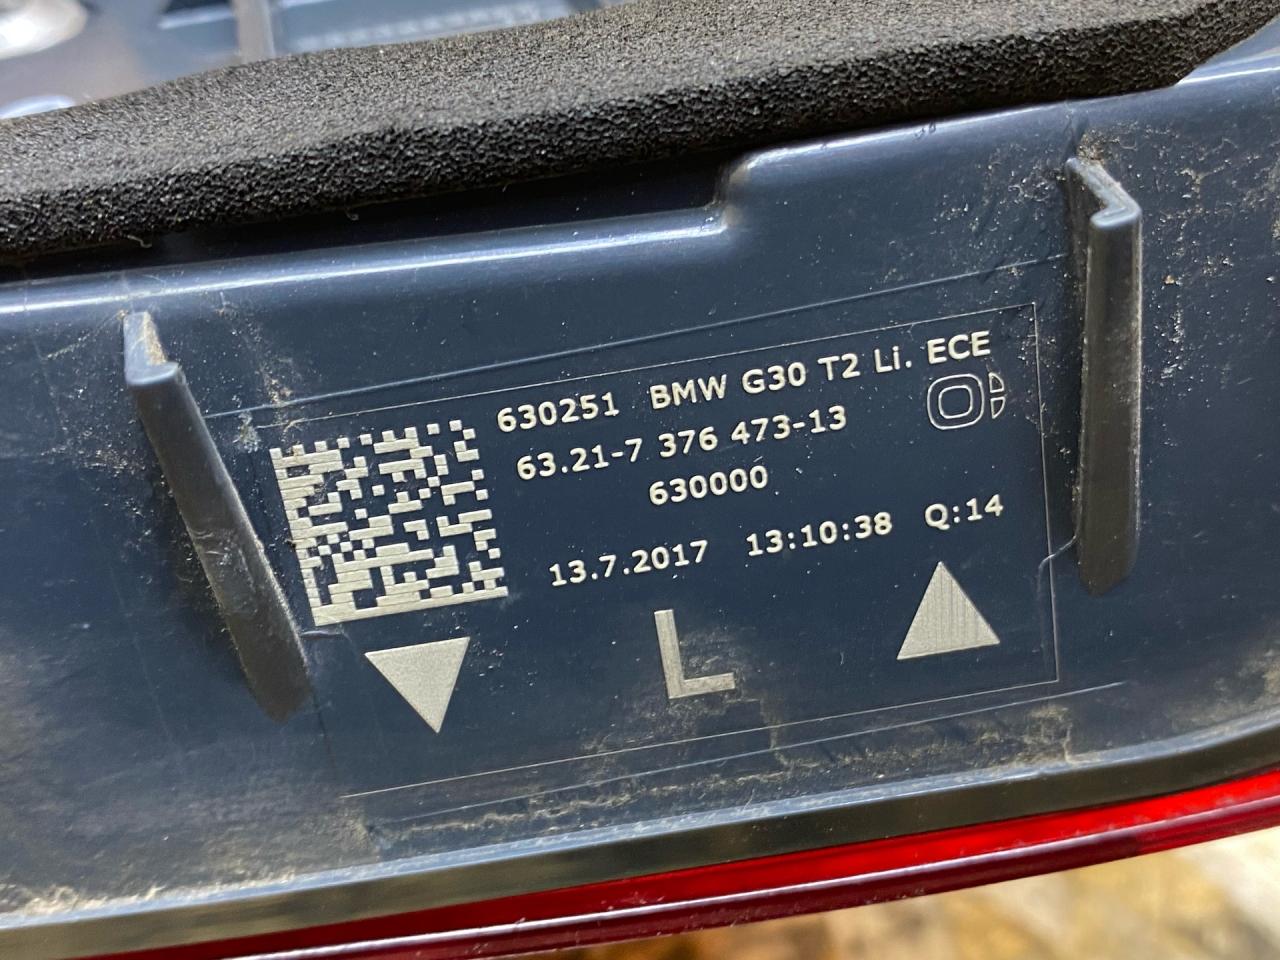 630251 BMW G30 T2 Li. ECE
63.21-7 376 473-13
630000
13.7.2017 13:10:38 Q:14
L